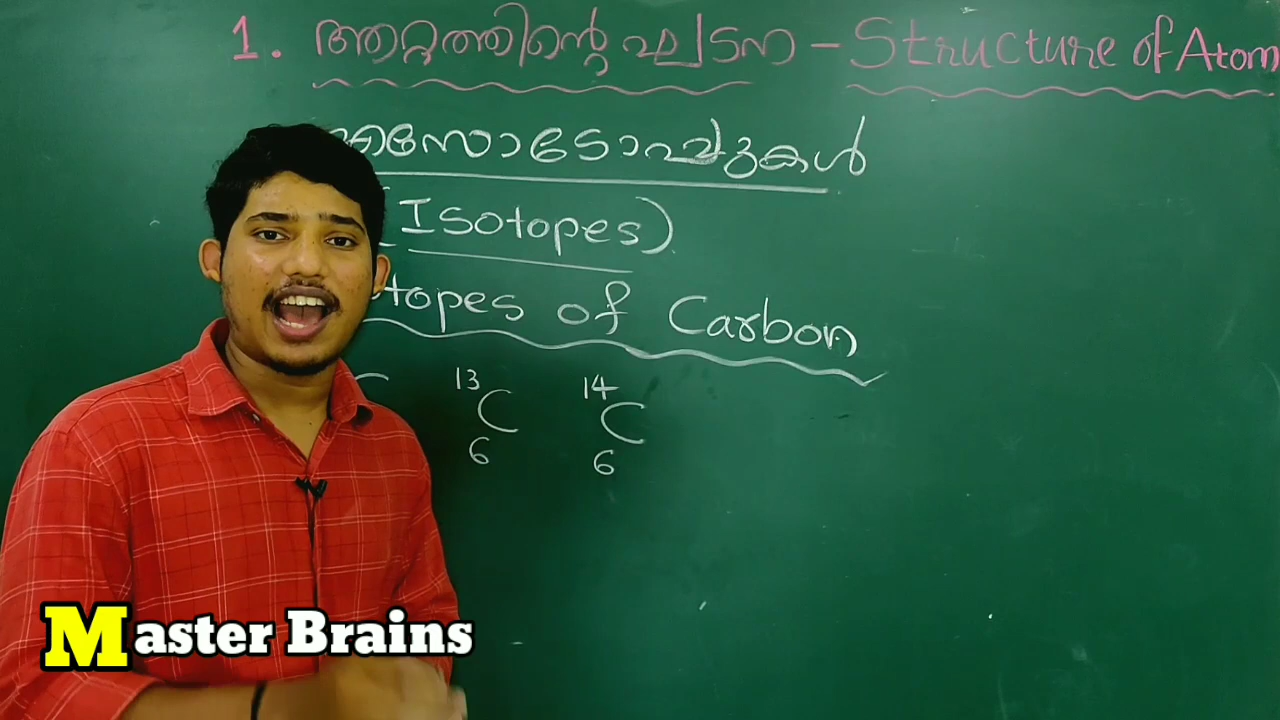 1. ആറ്റത്തിന്റെ ഘടന - Structure of Atom
ഐസോടോപ്പുകൾ
(Isotopes)
topes of Carbon
C 13 C 6 14 C 6
Master Brains